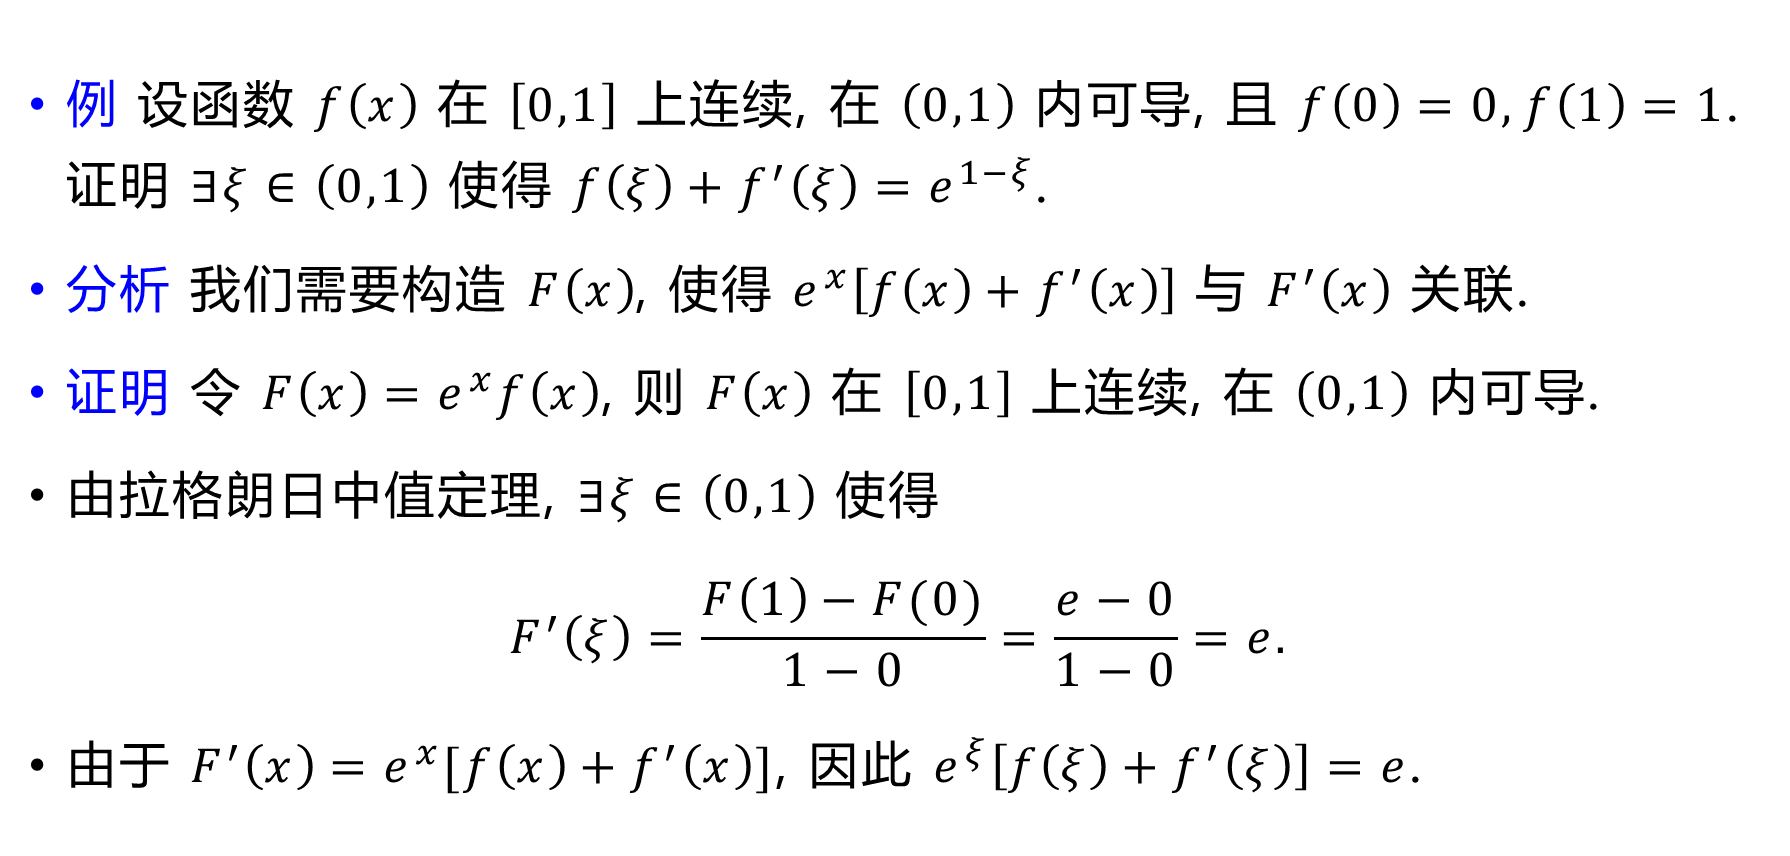 • 例 设函数 f(x) 在 [0,1] 上连续, 在 (0,1) 内可导, 且 f(0) = 0, f(1) = 1.
证明 ∃ξ ∈ (0,1) 使得 f(ξ) + f′(ξ) = e^{1−ξ}.
• 分析 我们需要构造 F(x), 使得 e^x[f(x) + f′(x)] 与 F′(x) 关联.
• 证明 令 F(x) = e^x f(x), 则 F(x) 在 [0,1] 上连续, 在 (0,1) 内可导.
• 由拉格朗日中值定理, ∃ξ ∈ (0,1) 使得
F′(ξ) = \frac{F(1) − F(0)}{1 − 0} = \frac{e − 0}{1 − 0} = e.
• 由于 F′(x) = e^x[f(x) + f′(x)], 因此 e^ξ[f(ξ) + f′(ξ)] = e.